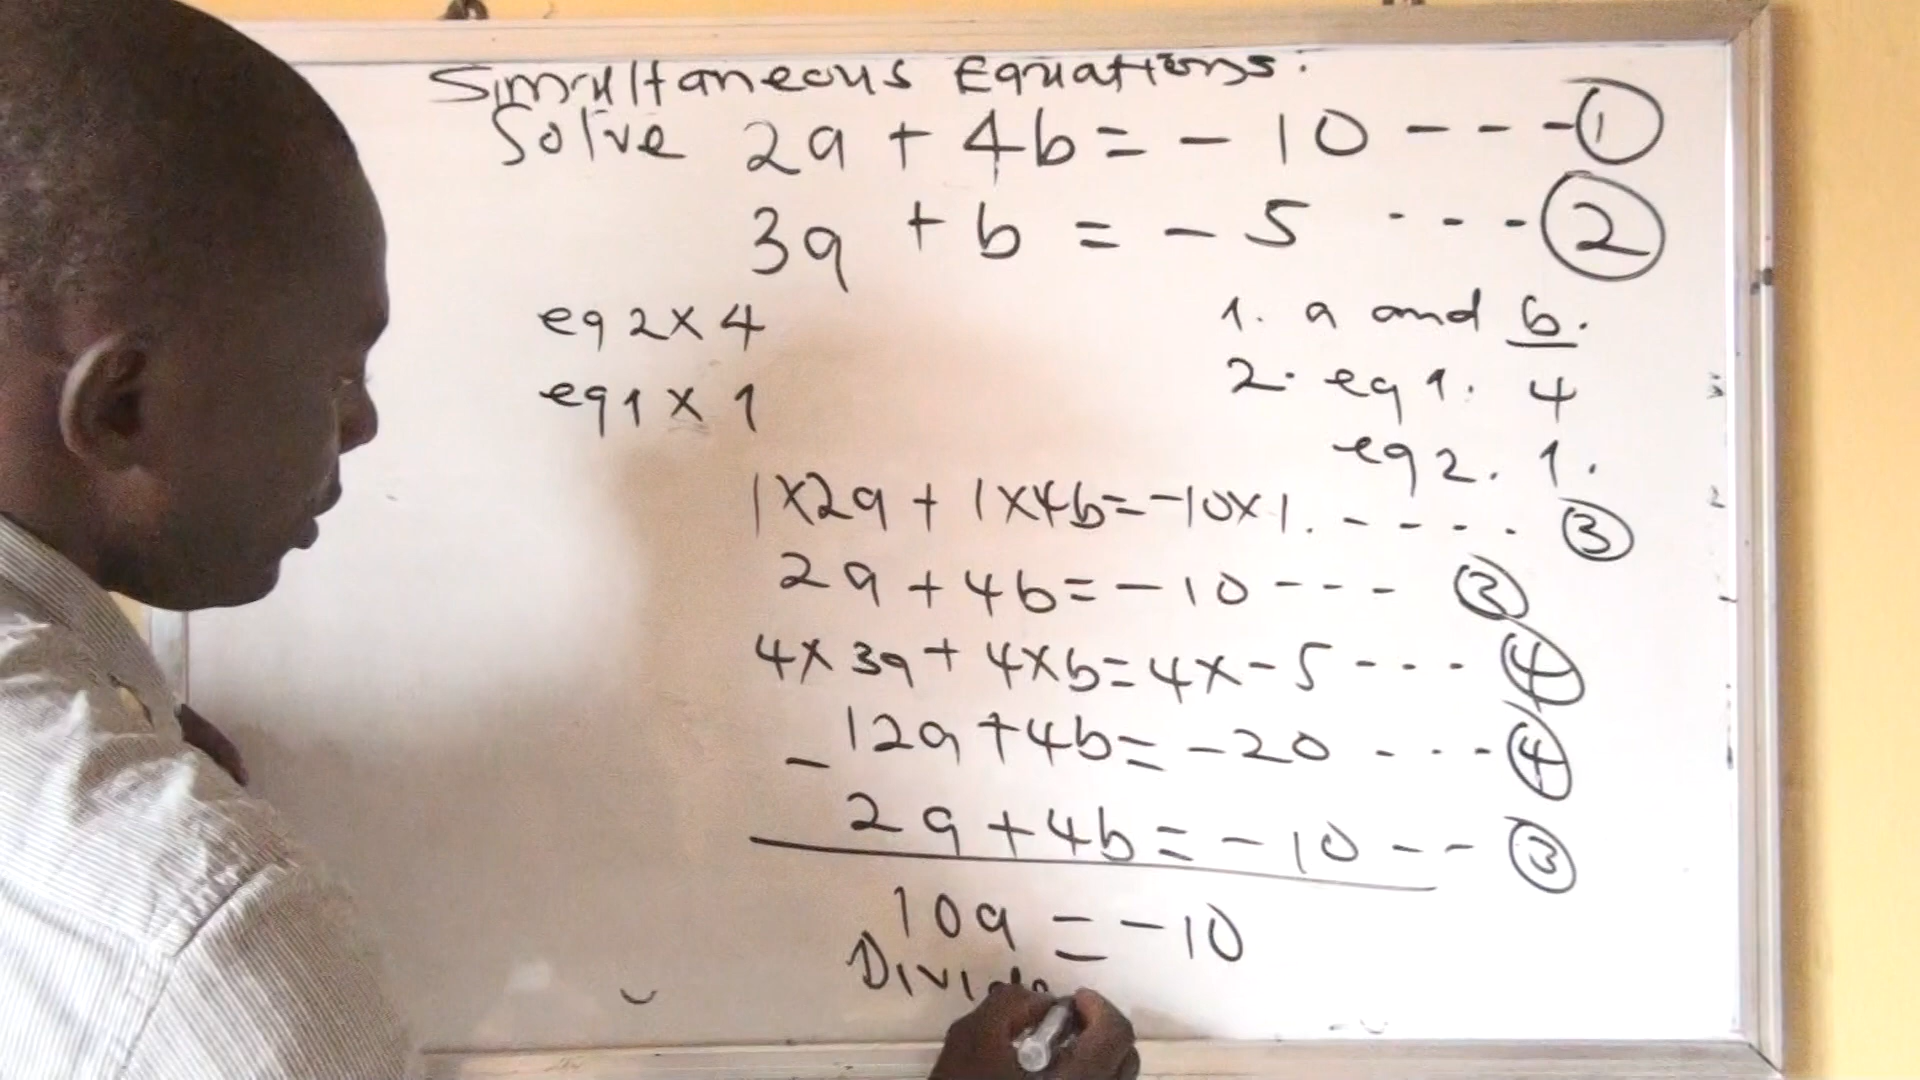 Simultaneous Equations.
Solve 2a + 4b = - 10 - - - ①
3a + b = - 5 - - - ②
eq 2 x 4
eq 1 x 1
1. a and b.
2. eq 1. 4
eq 2. 1.
1x2a + 1x4b = -10x1. - - - - ③
2a + 4b = - 10 - - - ③
4x3a + 4xb = 4x - 5 - - - ④
- 12a + 4b = - 20 - - - ④
2a + 4b = - 10 - - ③
10a = - 10
Divide